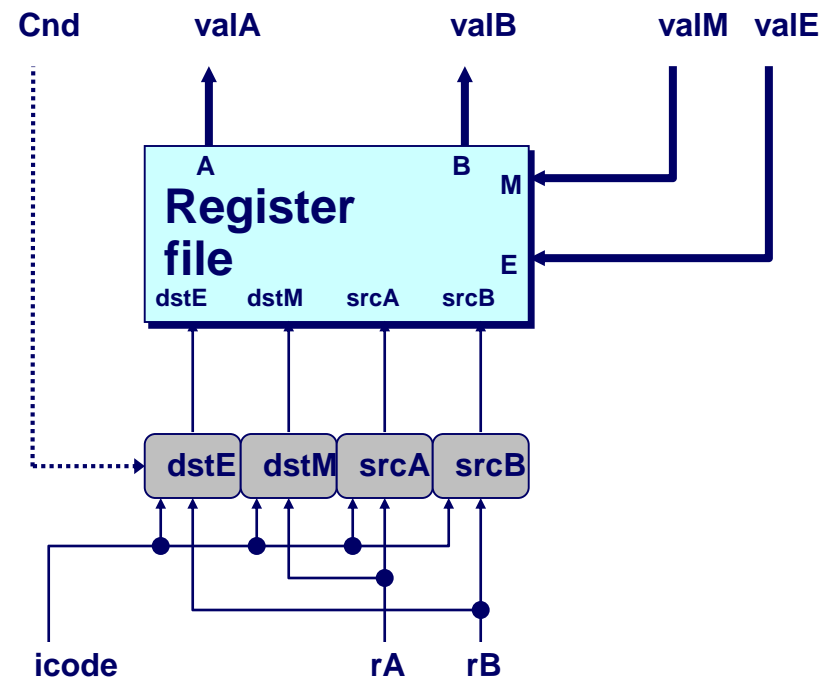 Cnd valA valB valM valE
A B
M
Register
file
E
dstE dstM srcA srcB
dstE dstM srcA srcB
icode rA rB